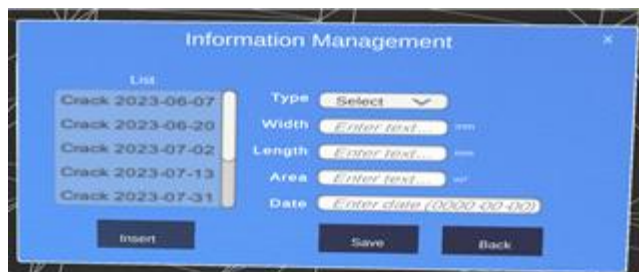 Information Management
×
List
Crack 2023-06-07
Crack 2023-06-20
Crack 2023-07-02
Crack 2023-07-13
Crack 2023-07-31
Type Select
Width Enter text... mm
Length Enter text... mm
Area Enter text...
Date Enter date (0000-00-00)
Insert
Save
Back